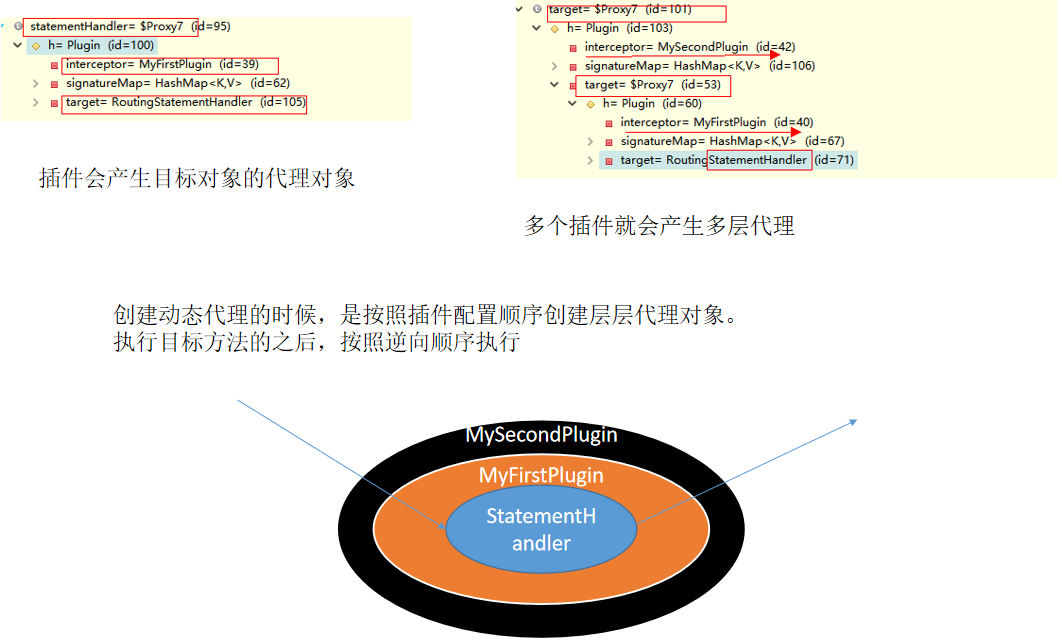 statementHandler= $Proxy7 (id=95)
h= Plugin (id=100)
interceptor= MyFirstPlugin (id=39)
signatureMap= HashMap<K,V> (id=62)
target= RoutingStatementHandler (id=105)
插件会产生目标对象的代理对象
target= $Proxy7 (id=101)
h= Plugin (id=103)
interceptor= MySecondPlugin (id=42)
signatureMap= HashMap<K,V> (id=106)
target= $Proxy7 (id=53)
h= Plugin (id=60)
interceptor= MyFirstPlugin (id=40)
signatureMap= HashMap<K,V> (id=67)
target= RoutingStatementHandler (id=71)
多个插件就会产生多层代理
创建动态代理的时候，是按照插件配置顺序创建层层代理对象。
执行目标方法的之后，按照逆向顺序执行
MySecondPlugin
MyFirstPlugin
StatementH
andler